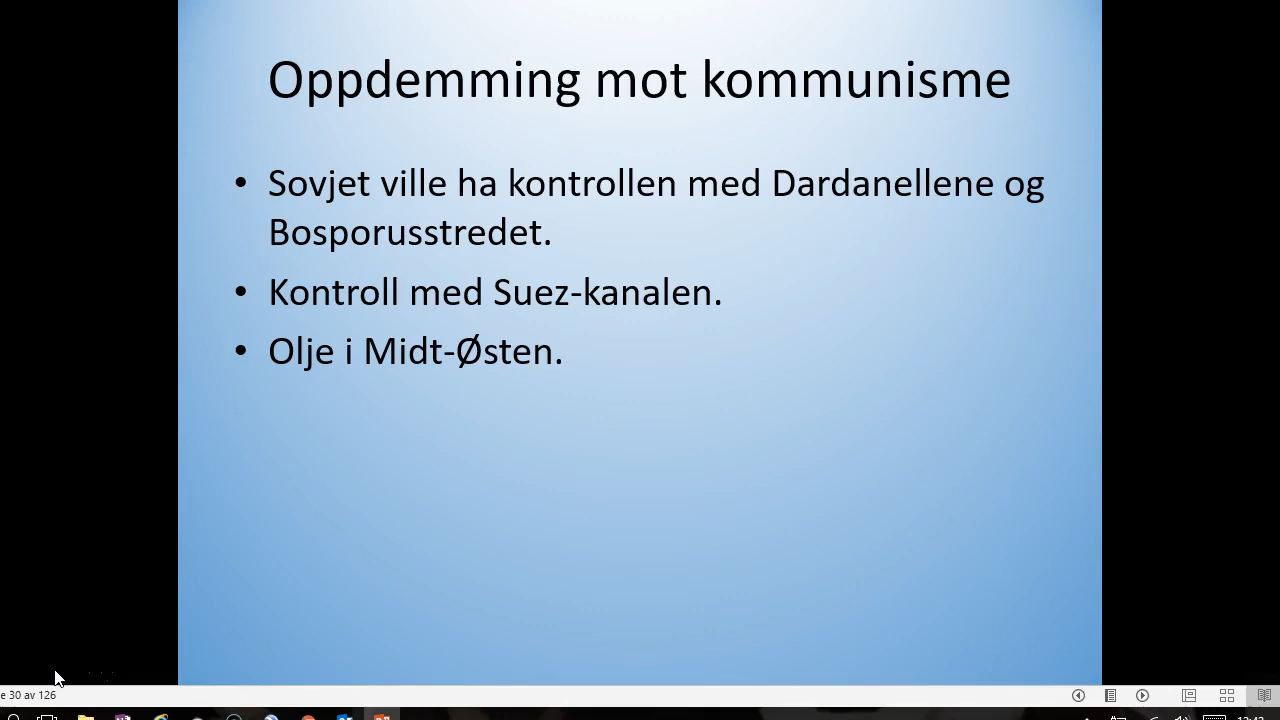 Oppdemming mot kommunisme
• Sovjet ville ha kontrollen med Dardanellene og
Bosporusstredet.
• Kontroll med Suez-kanalen.
• Olje i Midt-Østen.
e 30 av 126